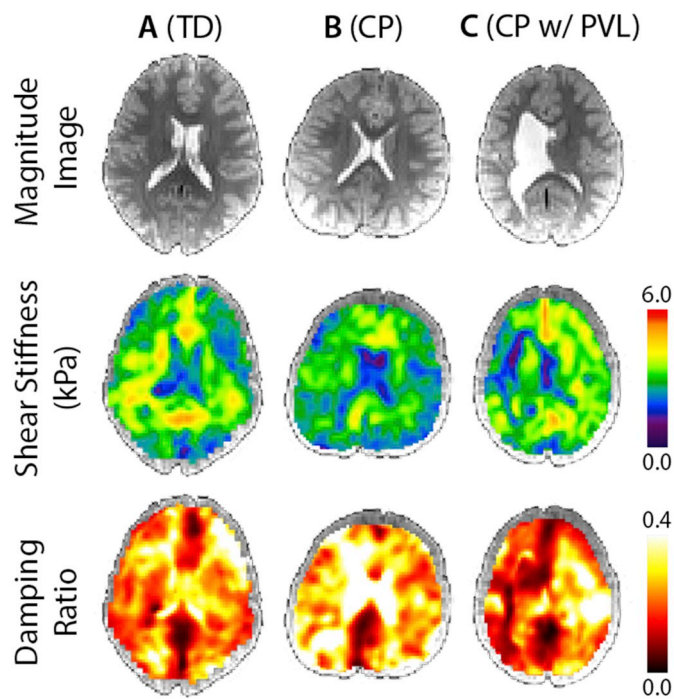 A (TD)
B (CP)
C (CP w/ PVL)
Magnitude
Image
Shear Stiffness
(kPa)
6.0
0.0
Damping
Ratio
0.4
0.0